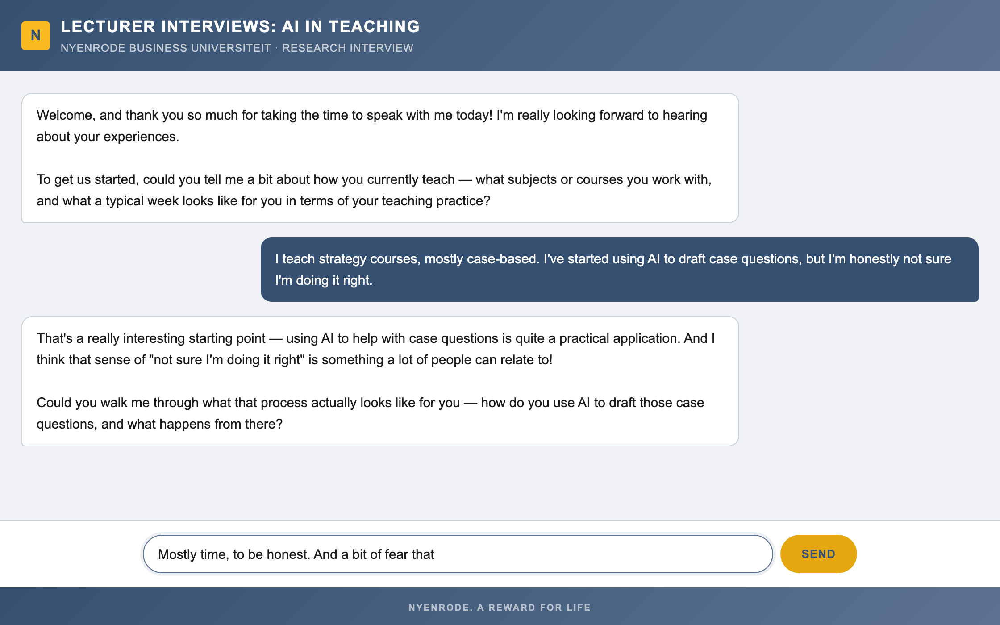 N
LECTURER INTERVIEWS: AI IN TEACHING
NYENRODE BUSINESS UNIVERSITEIT · RESEARCH INTERVIEW
Welcome, and thank you so much for taking the time to speak with me today! I'm really looking forward to hearing
about your experiences.
To get us started, could you tell me a bit about how you currently teach — what subjects or courses you work with,
and what a typical week looks like for you in terms of your teaching practice?
I teach strategy courses, mostly case-based. I've started using AI to draft case questions, but I'm honestly not sure
I'm doing it right.
That's a really interesting starting point — using AI to help with case questions is quite a practical application. And I
think that sense of "not sure I'm doing it right" is something a lot of people can relate to!
Could you walk me through what that process actually looks like for you — how do you use AI to draft those case
questions, and what happens from there?
Mostly time, to be honest. And a bit of fear that
SEND
NYENRODE. A REWARD FOR LIFE